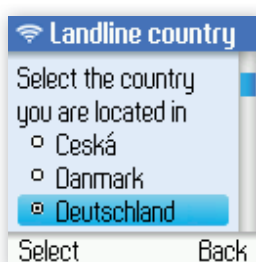 Landline country
Select the country
you are located in
Ceská
Danmark
Deutschland
Select Back